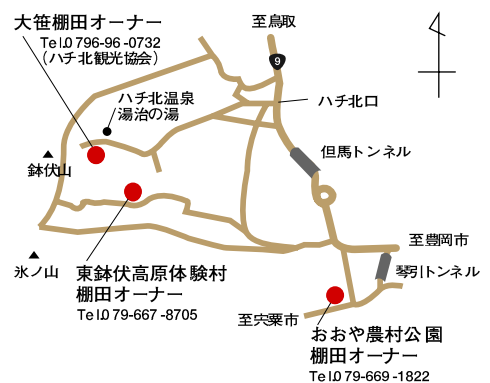 大笹棚田オーナー
Tel.0796-96-0732
（ハチ北観光協会）
至鳥取
9
ハチ北温泉
湯治の湯
ハチ北口
鉢伏山
但馬トンネル
氷ノ山
東鉢伏高原体験村
棚田オーナー
Tel.079-667-8705
至豊岡市
琴引トンネル
至宍粟市
おおや農村公園
棚田オーナー
Tel.079-669-1822